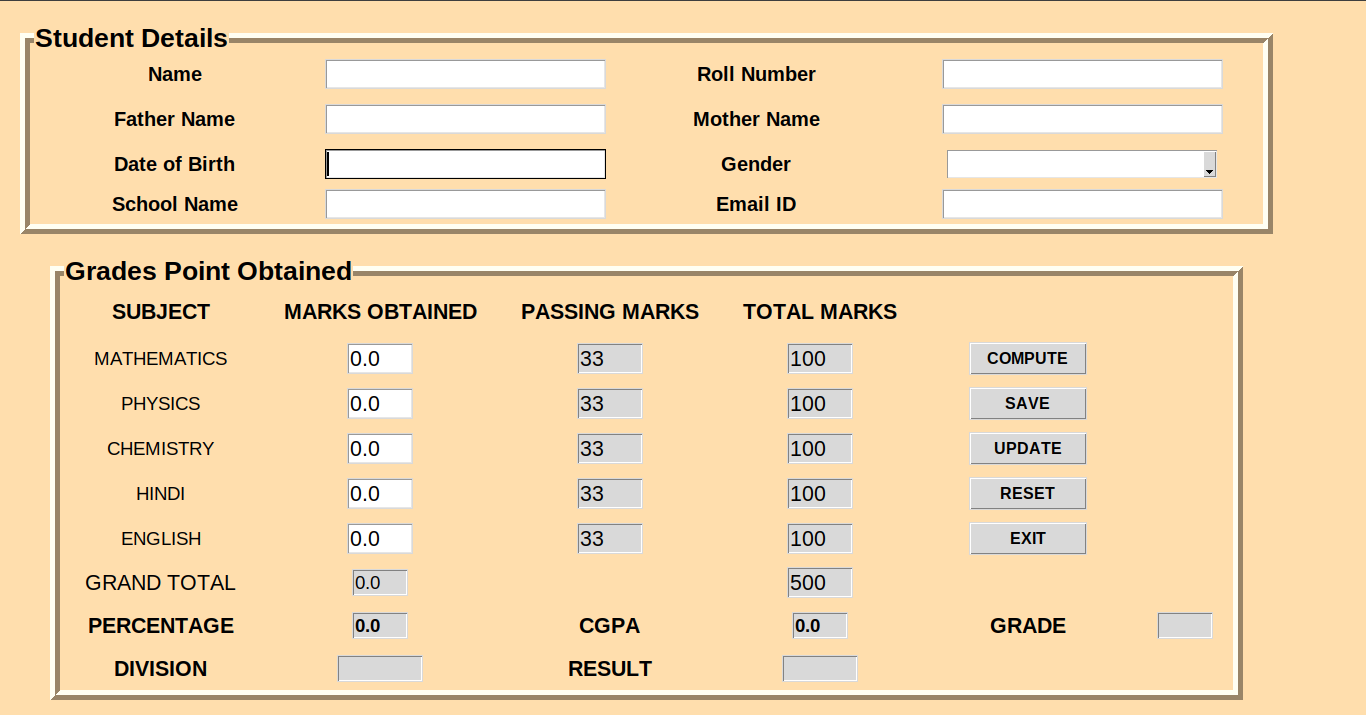 Student Details
Name Roll Number
Father Name Mother Name
Date of Birth Gender
School Name Email ID
Grades Point Obtained
SUBJECT MARKS OBTAINED PASSING MARKS TOTAL MARKS
MATHEMATICS 0.0 33 100 COMPUTE
PHYSICS 0.0 33 100 SAVE
CHEMISTRY 0.0 33 100 UPDATE
HINDI 0.0 33 100 RESET
ENGLISH 0.0 33 100 EXIT
GRAND TOTAL 0.0 500
PERCENTAGE 0.0 CGPA 0.0 GRADE
DIVISION RESULT